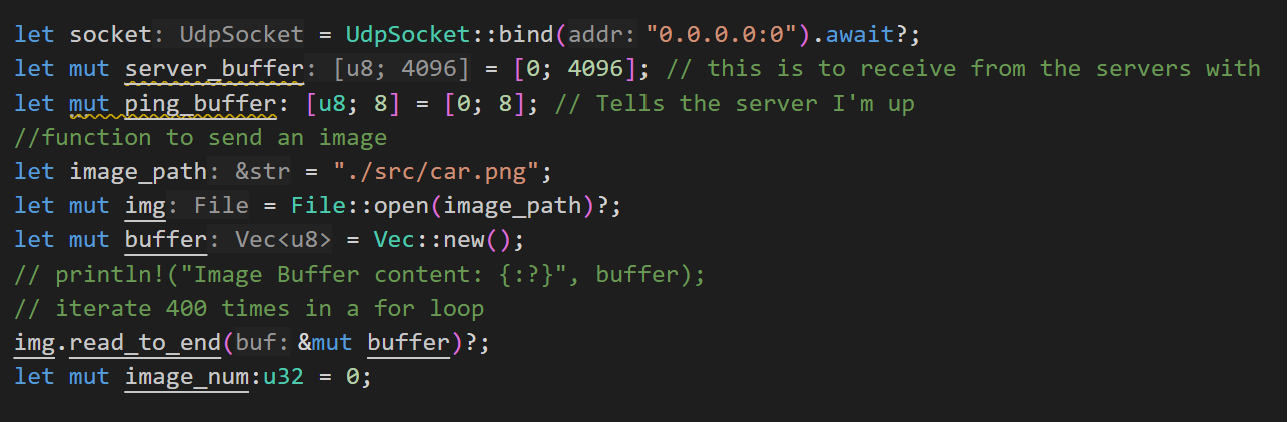 let socket: UdpSocket = UdpSocket::bind(addr: "0.0.0.0:0").await?;
let mut server_buffer: [u8; 4096] = [0; 4096]; // this is to receive from the servers with
let mut ping_buffer: [u8; 8] = [0; 8]; // Tells the server I'm up
//function to send an image
let image_path: &str = "./src/car.png";
let mut img: File = File::open(image_path)?;
let mut buffer: Vec<u8> = Vec::new();
// println!("Image Buffer content: {:?}", buffer);
// iterate 400 times in a for loop
img.read_to_end(buf: &mut buffer)?;
let mut image_num:u32 = 0;